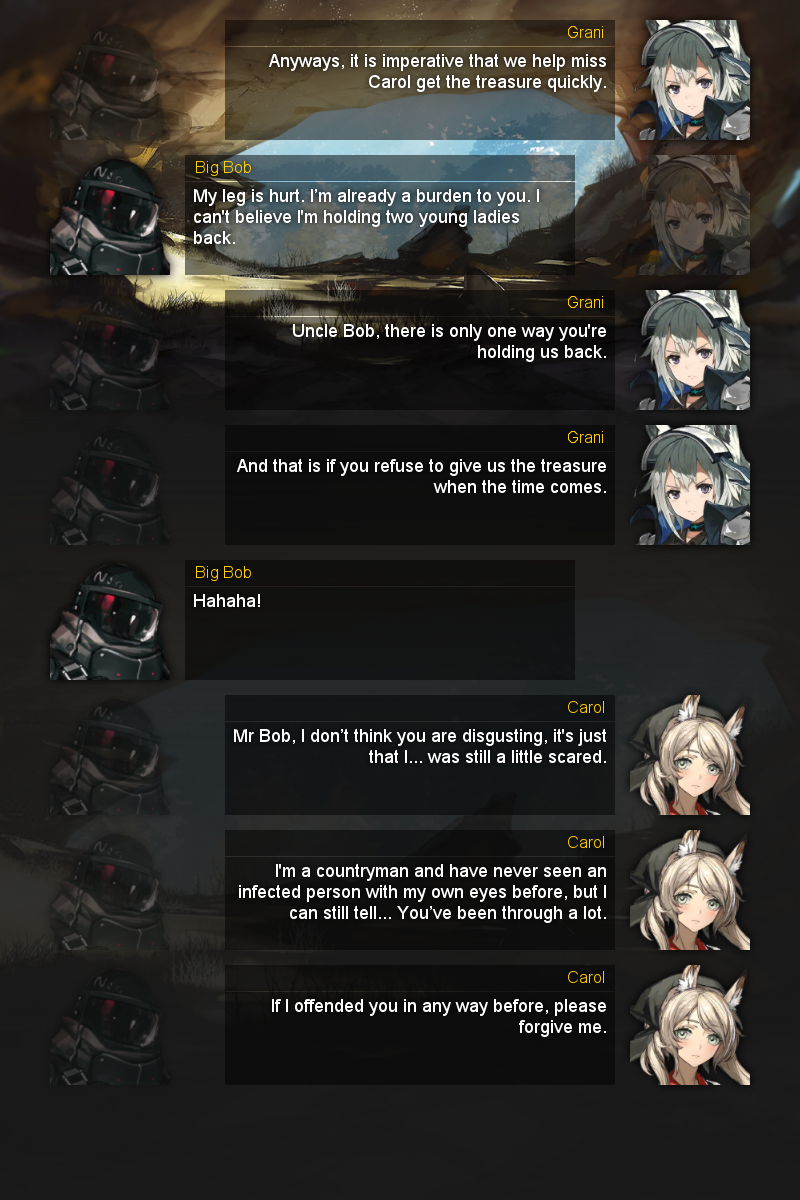 Grani
Anyways, it is imperative that we help miss
Carol get the treasure quickly.
Big Bob
My leg is hurt. I'm already a burden to you. I
can't believe I'm holding two young ladies
back.
Grani
Uncle Bob, there is only one way you're
holding us back.
Grani
And that is if you refuse to give us the treasure
when the time comes.
Big Bob
Hahaha!
Carol
Mr Bob, I don't think you are disgusting, it's just
that I... was still a little scared.
Carol
I'm a countryman and have never seen an
infected person with my own eyes before, but I
can still tell... You've been through a lot.
Carol
If I offended you in any way before, please
forgive me.